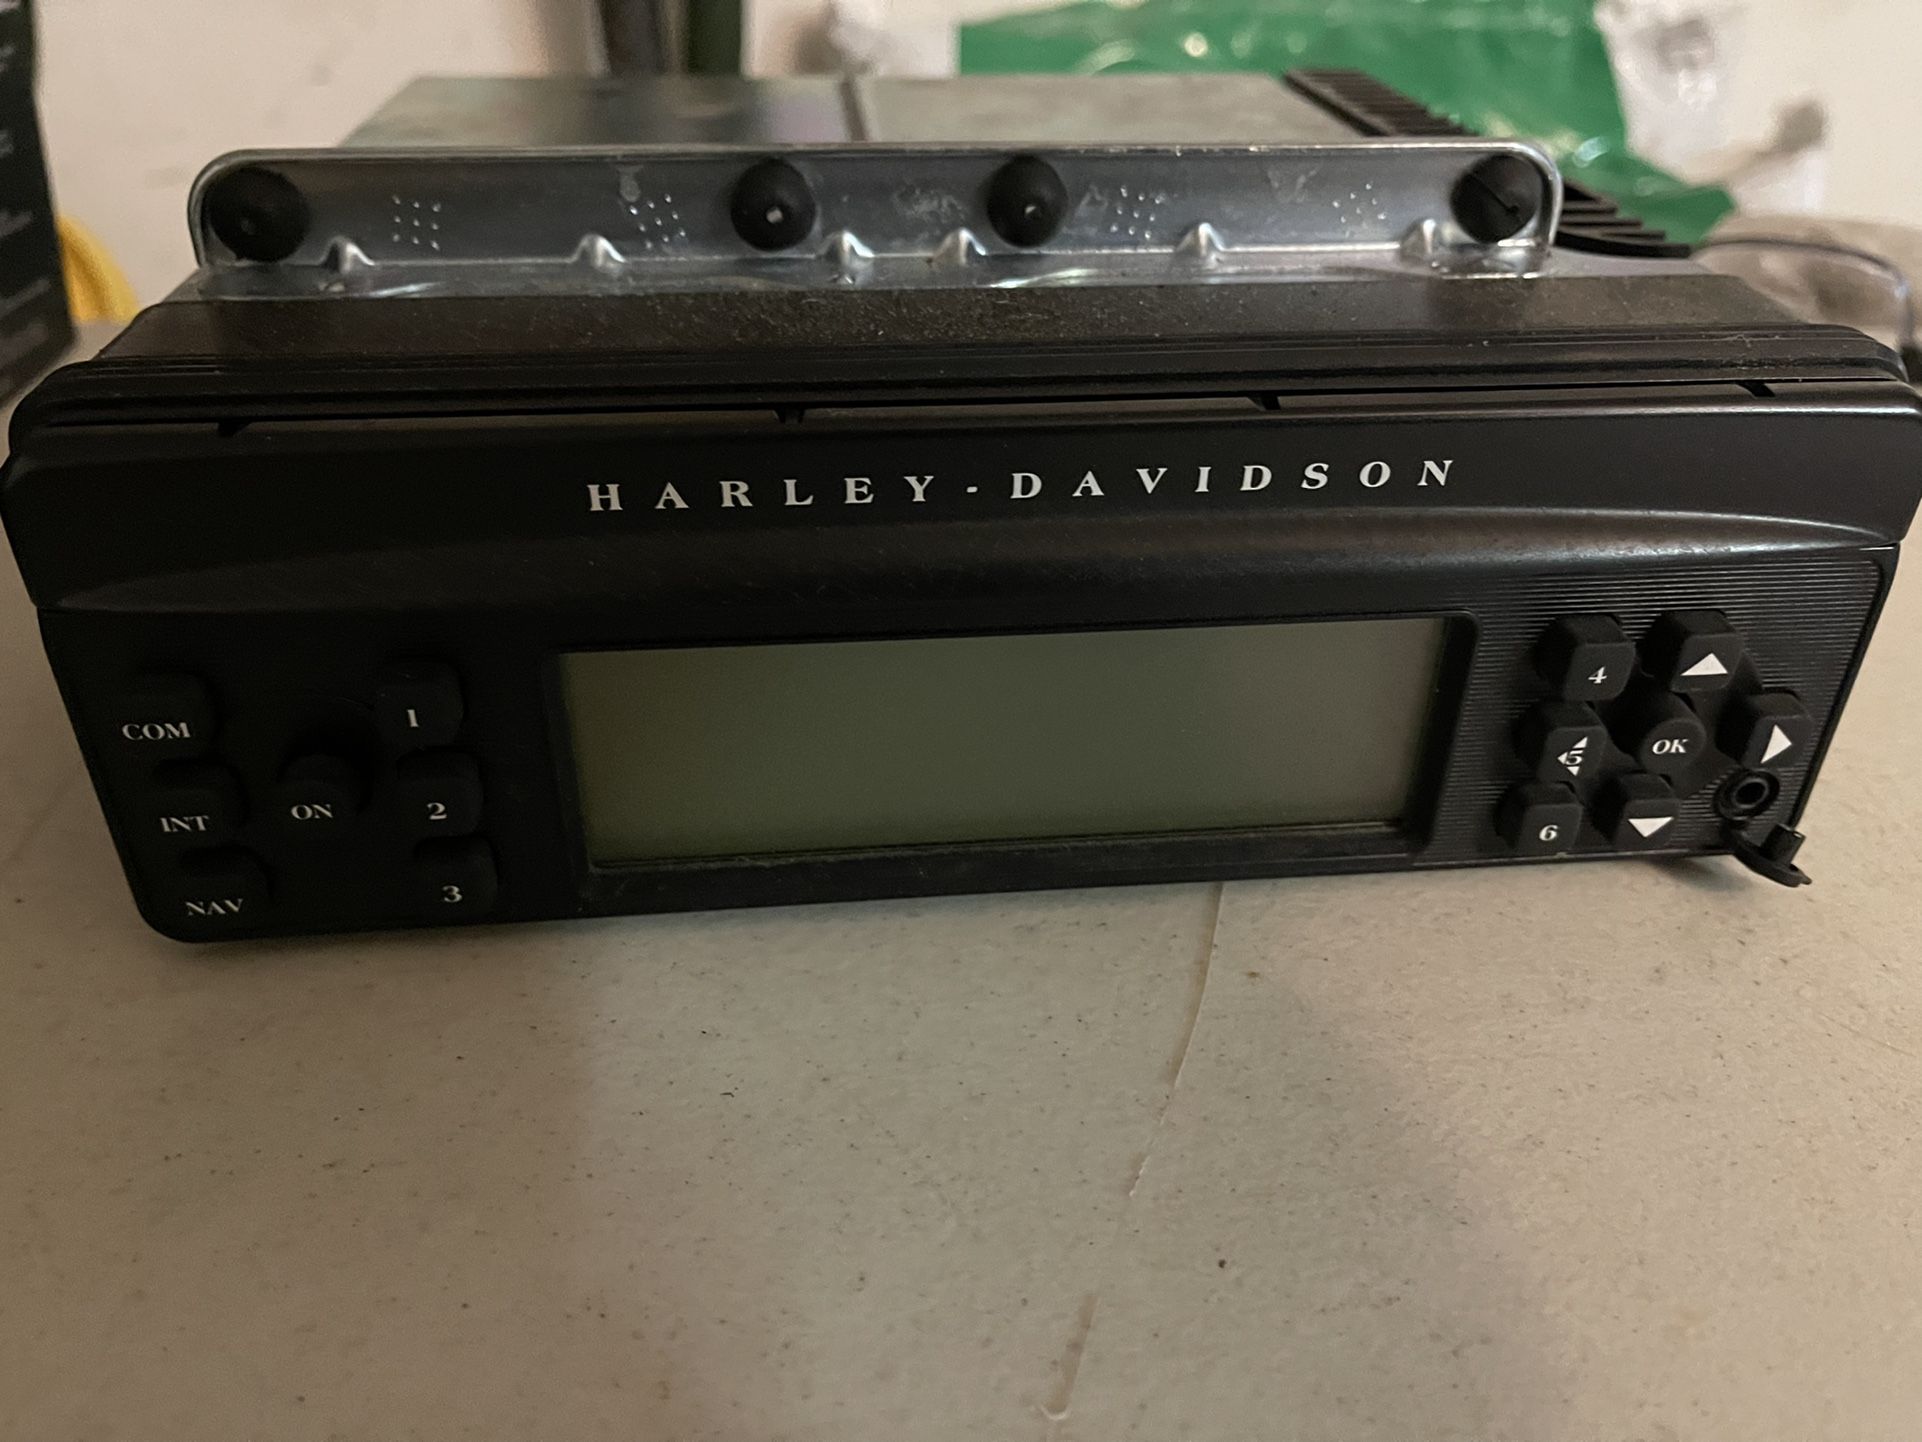 HARLEY-DAVIDSON
COM
INT
NAV
ON
1
2
3
4
5
6
OK